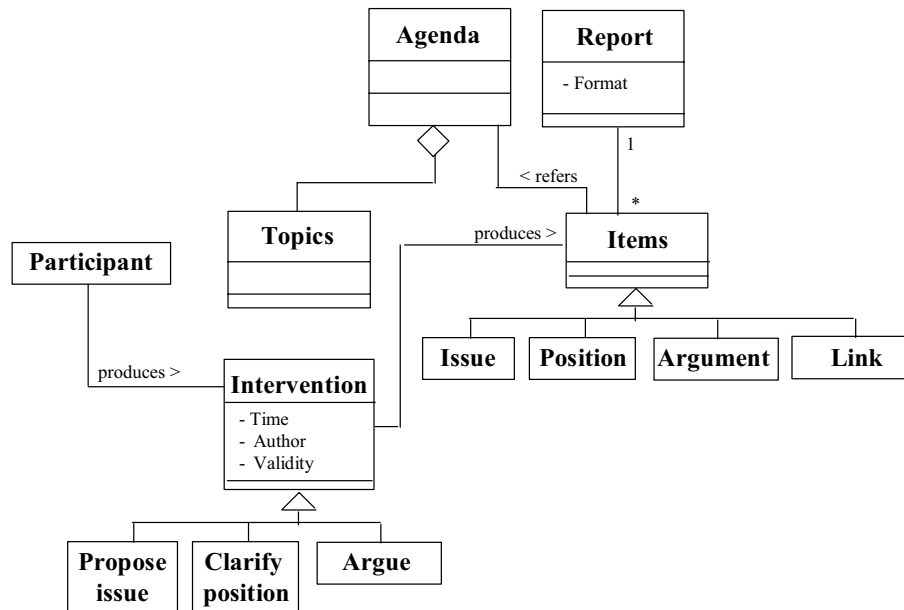 Agenda
Report
- Format
1
< refers
*
Topics
produces >
Items
Participant
Issue
Position
Argument
Link
produces >
Intervention
- Time
- Author
- Validity
Propose
issue
Clarify
position
Argue